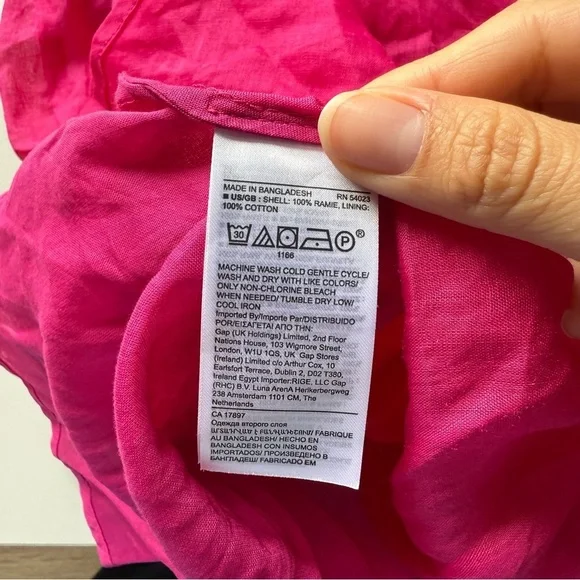 MADE IN BANGLADESH RN 54023
■ US/GB : SHELL: 100% RAMIE, LINING:
100% COTTON
30 P ®
1166
MACHINE WASH COLD GENTLE CYCLE/
WASH AND DRY WITH LIKE COLORS/
ONLY NON-CHLORINE BLEACH
WHEN NEEDED/ TUMBLE DRY LOW/
COOL IRON
Imported By/Importe Par/DISTRIBUIDO
POR/ΕΙΣΑΓΕΤΑΙ ΑΠΟ ΤΗΝ:
Gap (UK Holdings) Limited, 2nd Floor
Nations House, 103 Wigmore Street,
London, W1U 1QS, UK Gap Stores
(Ireland) Limited c/o Arthur Cox, 10
Earlsfort Terrace, Dublin 2, D02 T380,
Ireland Egypt Importer:RIGE, LLC Gap
(RHC) B.V. Luna ArenA Herikerbergweg
238 Amsterdam 1101 CM, The
Netherlands
CA 17897
Одежда второго слоя
ԱՐՏԱԴՐՎԱԾ Է ԲԱՆԳԼԱԴԵՇՈՒՄ/ FABRIQUE
AU BANGLADESH/ HECHO EN
BANGLADESH/ ПРОИЗВЕДЕНО В
БАНГЛАДЕШ/ FABRICADO EM